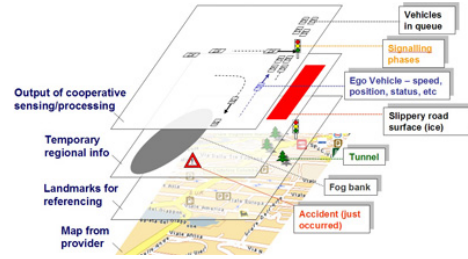 Vehicles
in queue
Signalling
phases
Ego Vehicle – speed,
position, status, etc
Output of cooperative
sensing/processing
Slippery road
surface (ice)
Temporary
regional info
Tunnel
Landmarks for
referencing
Fog bank
Accident (just
occurred)
Map from
provider